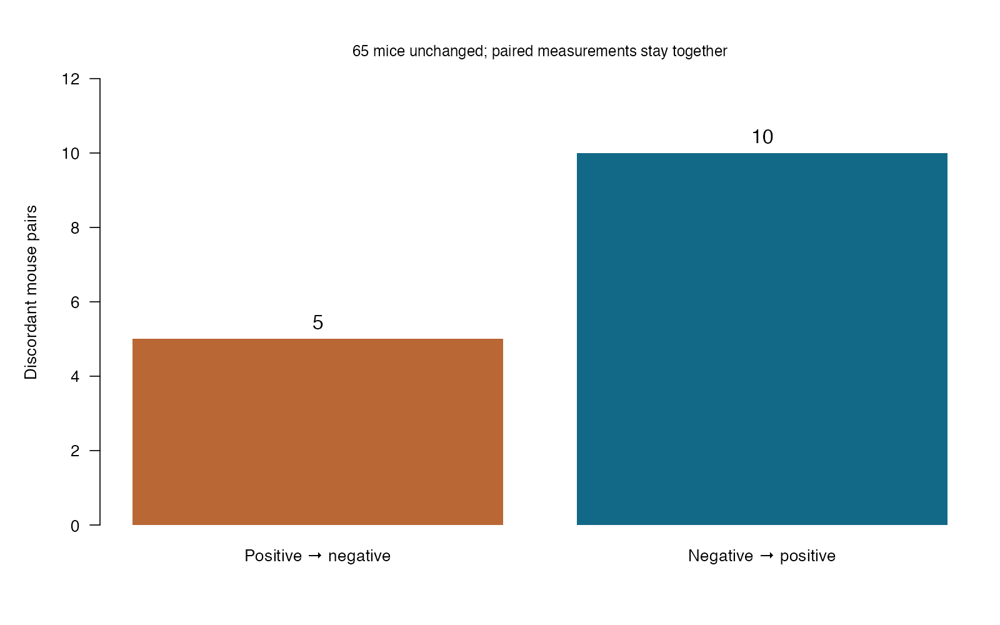 65 mice unchanged; paired measurements stay together
12
10
8
6
4
2
0
Discordant mouse pairs
5
10
Positive → negative
Negative → positive